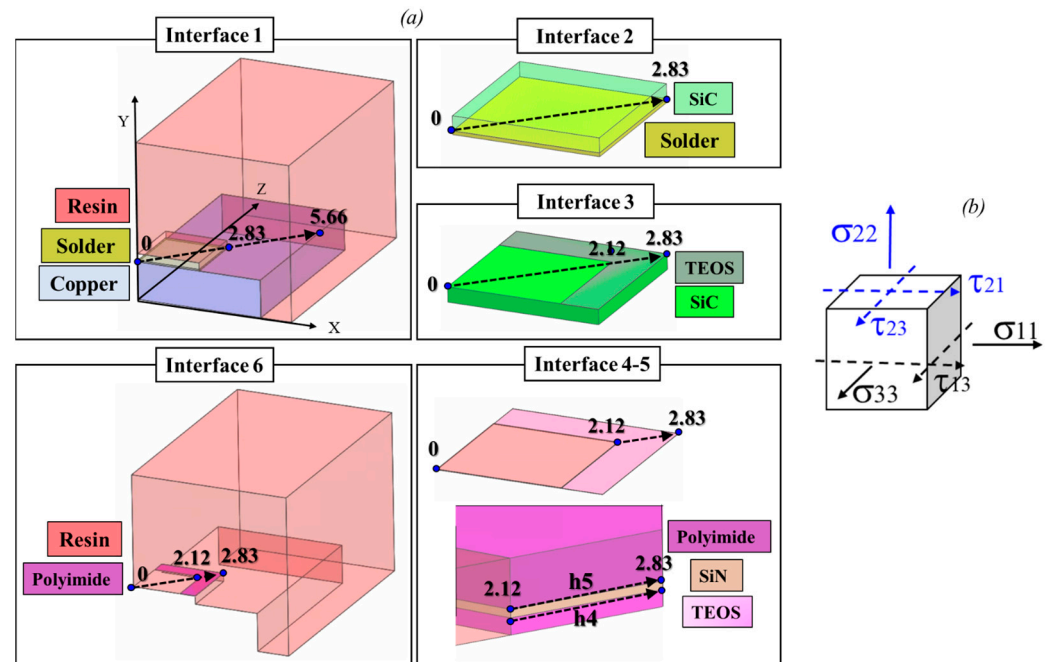 (a)
Interface 1
Y
Z
Resin
Solder
Copper
0
2.83
5.66
X
Interface 2
2.83
0
SiC
Solder
Interface 3
2.12
2.83
0
TEOS
SiC
(b)
σ22
τ21
τ23
σ11
σ33
τ13
Interface 6
Resin
Polyimide
0
2.12
2.83
Interface 4-5
2.12
2.83
0
Polyimide
SiN
TEOS
2.12
2.83
h5
h4